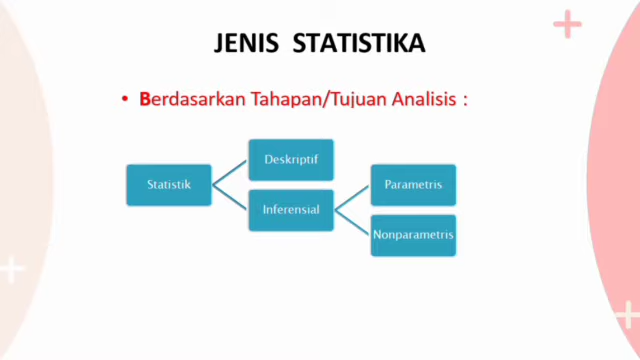 JENIS STATISTIKA
• Berdasarkan Tahapan/Tujuan Analisis :
Deskriptif
Statistik
Parametris
Inferensial
Nonparametris